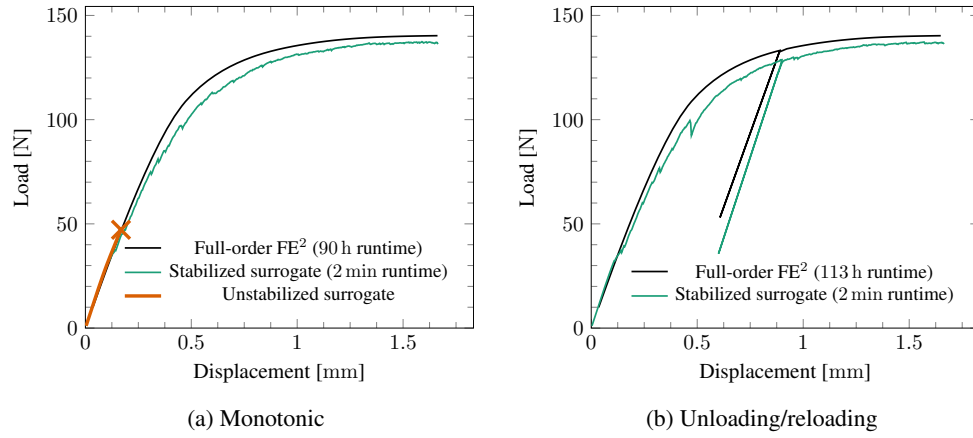 150
100
50
0
Load [N]
0
0.5
1
1.5
Displacement [mm]
Full-order FE² (90 h runtime)
Stabilized surrogate (2 min runtime)
Unstabilized surrogate
(a) Monotonic
150
100
50
0
Load [N]
0
0.5
1
1.5
Displacement [mm]
Full-order FE² (113 h runtime)
Stabilized surrogate (2 min runtime)
(b) Unloading/reloading